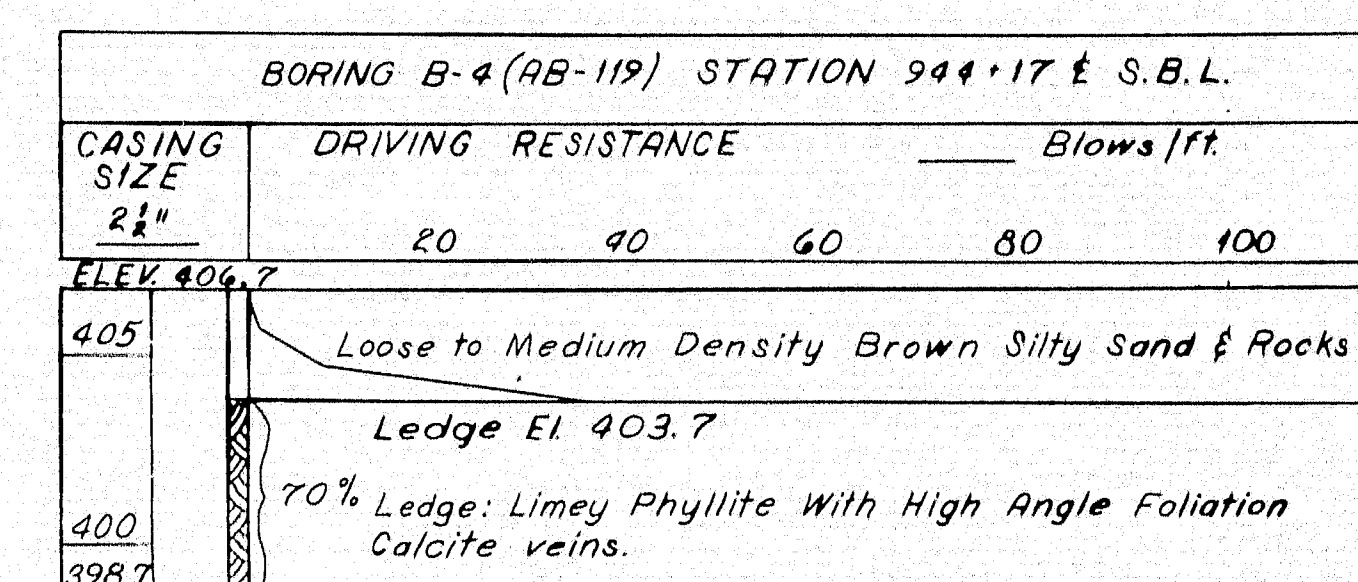 BORING B-4 (AB-119) STATION 944+17 ℄ S.B.L.
CASING SIZE 2½"
DRIVING RESISTANCE ____ Blows/ft.
20 40 60 80 100
ELEV. 406.7
405
Loose to Medium Density Brown Silty Sand & Rocks
Ledge El. 403.7
70% Ledge: Limey Phyllite With High Angle Foliation
400
Calcite veins.
398.7